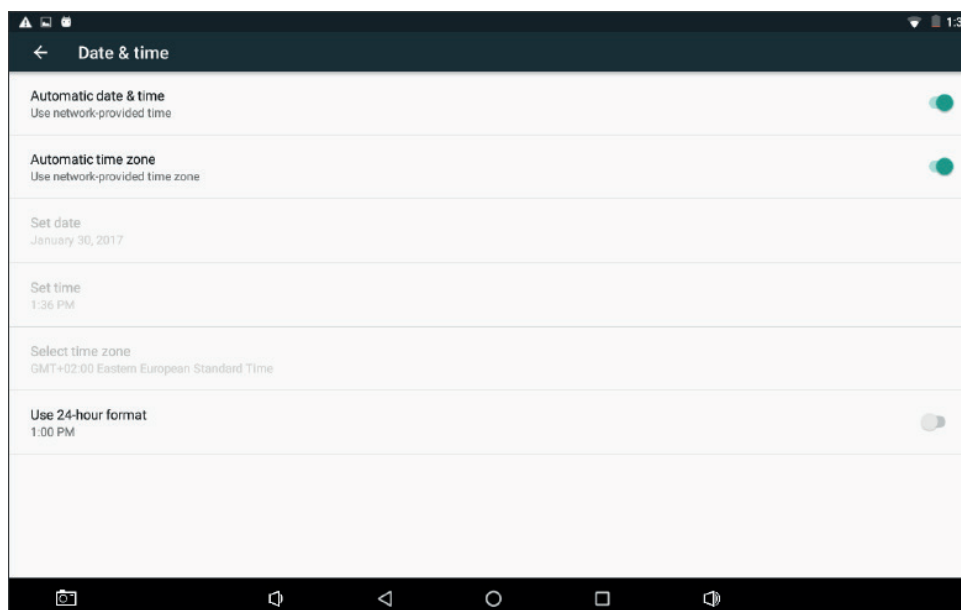 1:3
Date & time
Automatic date & time
Use network-provided time
Automatic time zone
Use network-provided time zone
Set date
January 30, 2017
Set time
1:36 PM
Select time zone
GMT+02:00 Eastern European Standard Time
Use 24-hour format
1:00 PM